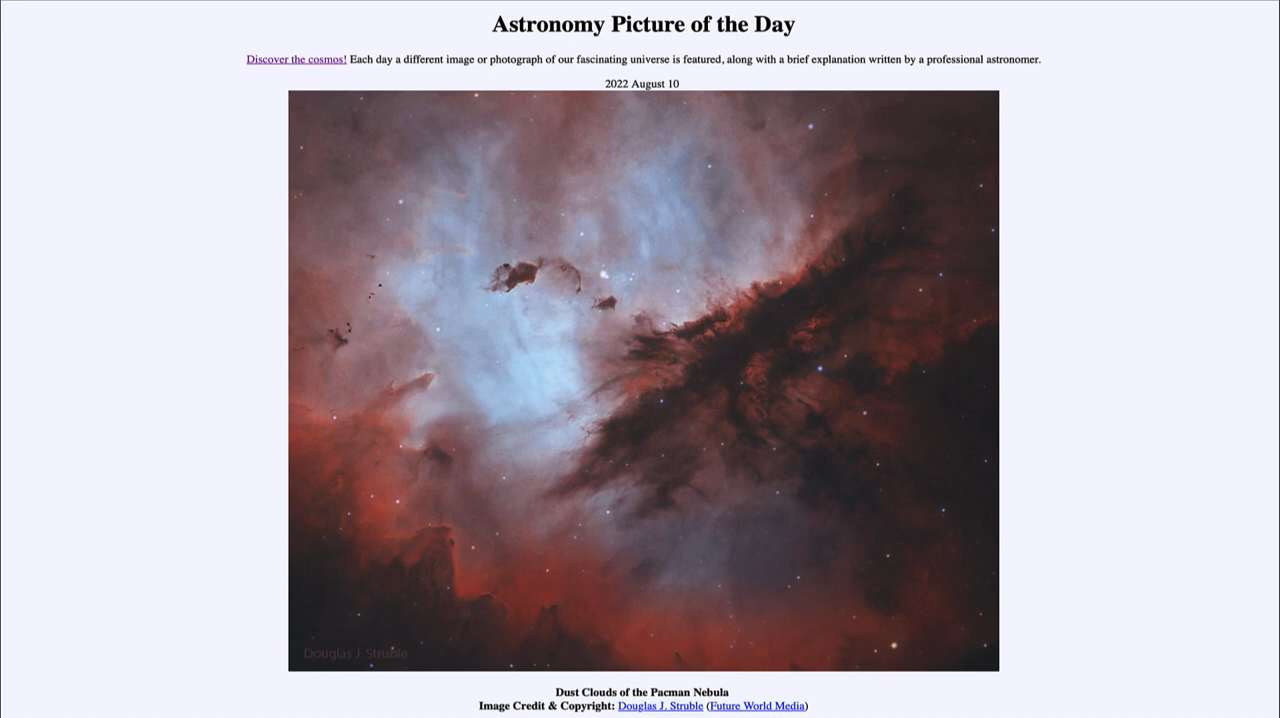 Astronomy Picture of the Day
Discover the cosmos! Each day a different image or photograph of our fascinating universe is featured, along with a brief explanation written by a professional astronomer.
2022 August 10
Douglas J. Struble
Dust Clouds of the Pacman Nebula
Image Credit & Copyright: Douglas J. Struble (Future World Media)